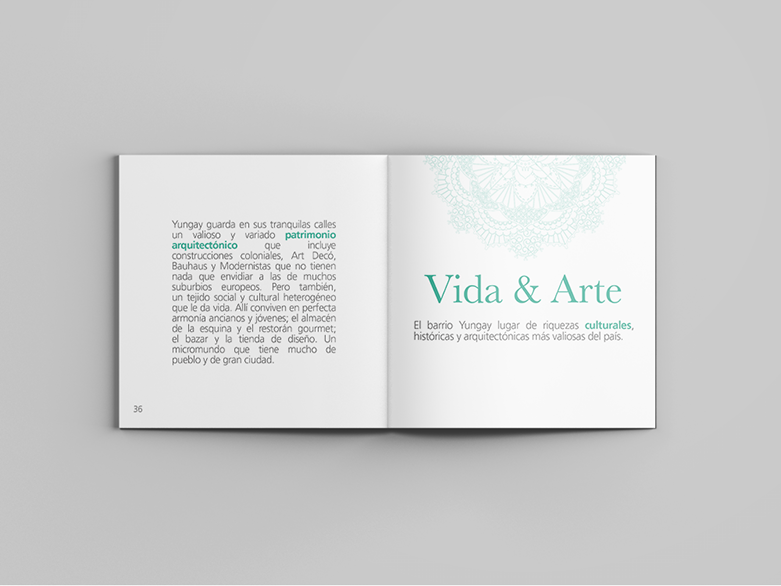 Yungay guarda en sus tranquilas calles
un valioso y variado patrimonio
arquitectónico que incluye
construcciones coloniales, Art Decó,
Bauhaus y Modernistas que no tienen
nada que envidiar a las de muchos
suburbios europeos. Pero también,
un tejido social y cultural heterogéneo
que le da vida. Allí conviven en perfecta
armonía ancianos y jóvenes; el almacén
de la esquina y el restorán gourmet;
el bazar y la tienda de diseño. Un
micromundo que tiene mucho de
pueblo y de gran ciudad.
36
Vida & Arte
El barrio Yungay lugar de riquezas culturales,
históricas y arquitectónicas más valiosas del país.